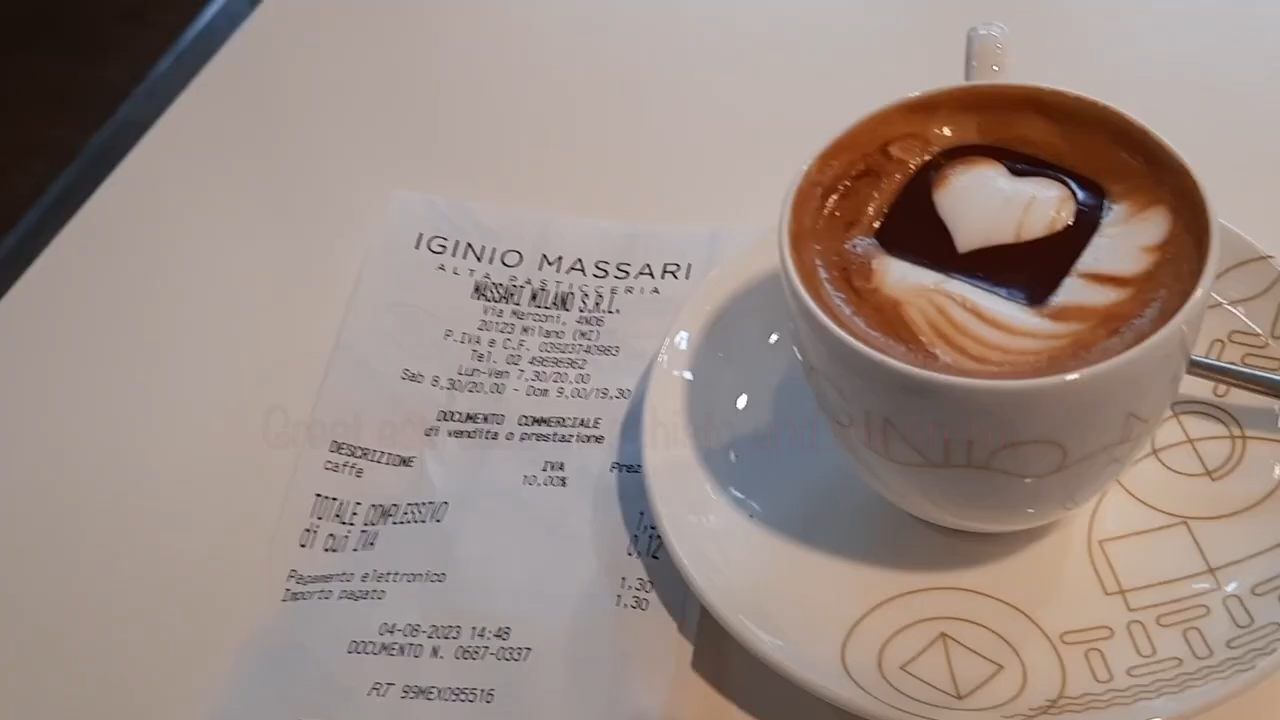 IGINIO MASSARI
ALTA PASTICCERIA
MASSARI MILANO S.R.L.
Via Marconi, ANG
20123 Milano (MI)
P.IVA e C.F. 03523740983
Tel. 02 49696962
Lun-Ven 7,30/20,00
Sab 8,30/20,00 - Dom 9,00/19,30
DOCUMENTO COMMERCIALE
di vendita o prestazione
DESCRIZIONE IVA
caffe 10,00%
TOTALE COMPLESSIVO
di cui IVA 0,12
Pagamento elettronico 1,30
Importo pagato 1,30
04-08-2023 14:48
DOCUMENTO N. 0687-0337
RT 99MEX095516